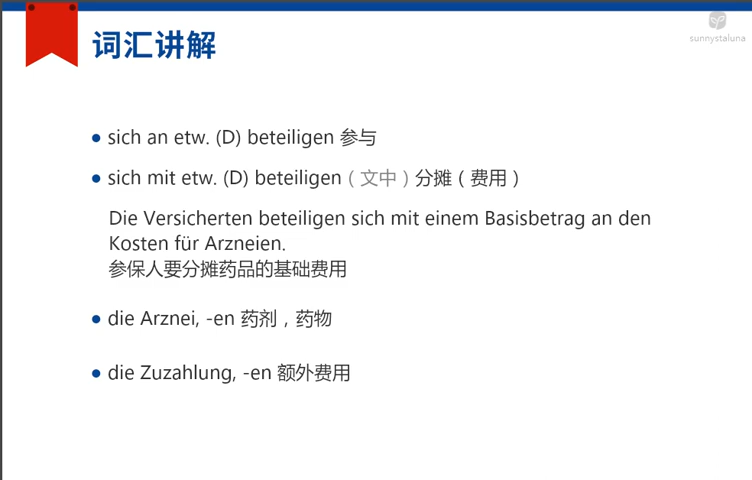 sunnystaluna
词汇讲解
sich an etw. (D) beteiligen 参与
sich mit etw. (D) beteiligen（文中）分摊（费用）
Die Versicherten beteiligen sich mit einem Basisbetrag an den
Kosten für Arzneien.
参保人要分摊药品的基础费用
die Arznei, -en 药剂，药物
die Zuzahlung, -en 额外费用